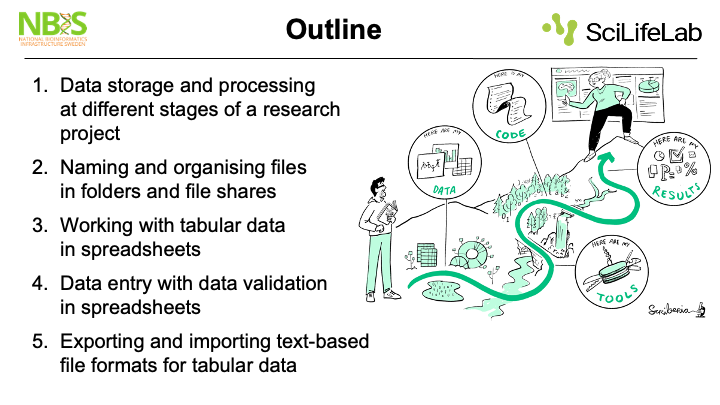 NBIS
NATIONAL BIOINFORMATICS
INFRASTRUCTURE SWEDEN
Outline
SciLifeLab
1. Data storage and processing
at different stages of a research
project
2. Naming and organising files
in folders and file shares
3. Working with tabular data
in spreadsheets
4. Data entry with data validation
in spreadsheets
5. Exporting and importing text-based
file formats for tabular data
HERE IS MY
CODE
HERE ARE MY
DATA
HERE ARE MY
RESULTS
HERE ARE MY
TOOLS
Scriberia